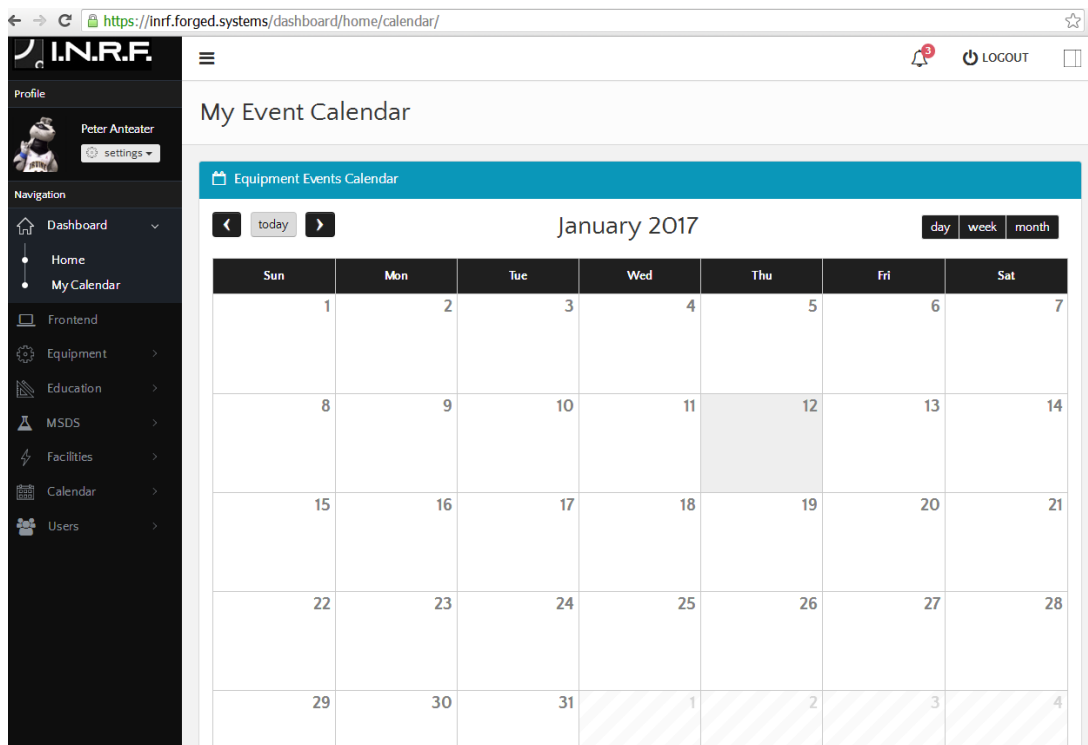 https://inrf.forged.systems/dashboard/home/calendar/
I.N.R.F.
3
LOGOUT
Profile
Peter Anteater
settings
Navigation
Dashboard
Home
My Calendar
Frontend
Equipment
Education
MSDS
Facilities
Calendar
Users
My Event Calendar
Equipment Events Calendar
today
January 2017
day week month
Sun Mon Tue Wed Thu Fri Sat
1 2 3 4 5 6 7
8 9 10 11 12 13 14
15 16 17 18 19 20 21
22 23 24 25 26 27 28
29 30 31 1 2 3 4